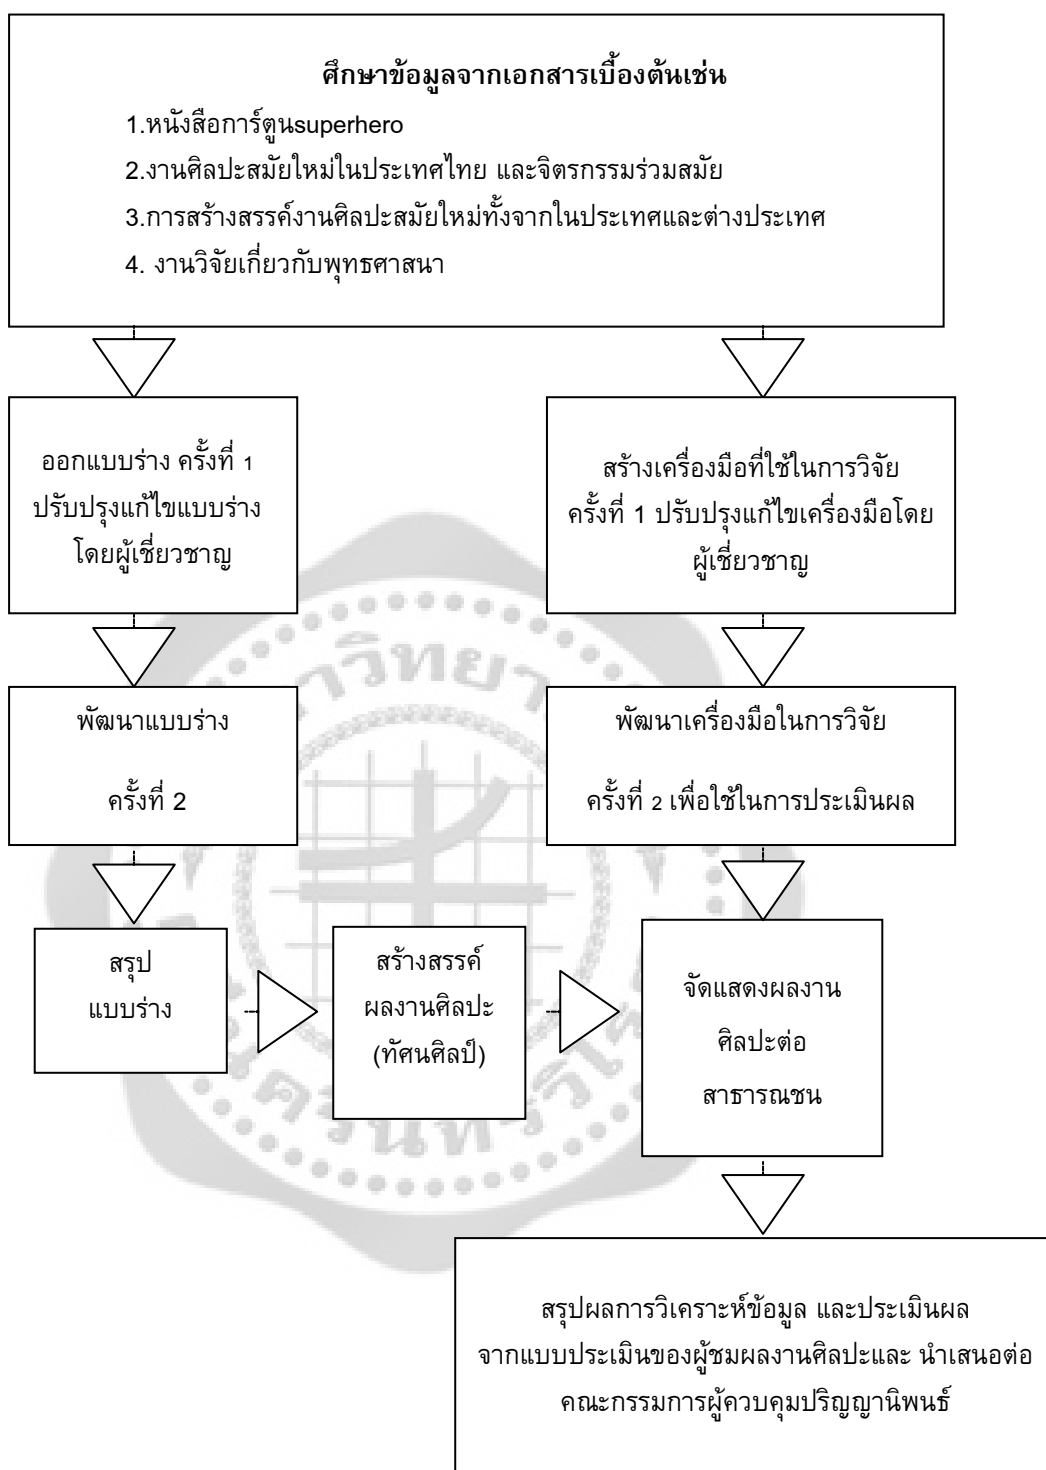 ศึกษาข้อมูลจากเอกสารเบื้องต้นเช่น
1.หนังสือการ์ตูนsuperhero
2.งานศิลปะสมัยใหม่ในประเทศไทย และจิตรกรรมร่วมสมัย
3.การสร้างสรรค์งานศิลปะสมัยใหม่ทั้งจากในประเทศและต่างประเทศ
4. งานวิจัยเกี่ยวกับพุทธศาสนา
ออกแบบร่าง ครั้งที่ 1
ปรับปรุงแก้ไขแบบร่าง
โดยผู้เชี่ยวชาญ
สร้างเครื่องมือที่ใช้ในการวิจัย
ครั้งที่ 1 ปรับปรุงแก้ไขเครื่องมือโดย
ผู้เชี่ยวชาญ
พัฒนาแบบร่าง
ครั้งที่ 2
พัฒนาเครื่องมือในการวิจัย
ครั้งที่ 2 เพื่อใช้ในการประเมินผล
สรุป
แบบร่าง
สร้างสรรค์
ผลงานศิลปะ
(ทัศนศิลป์)
จัดแสดงผลงาน
ศิลปะต่อ
สาธารณชน
สรุปผลการวิเคราะห์ข้อมูล และประเมินผล
จากแบบประเมินของผู้ชมผลงานศิลปะและ นำเสนอต่อ
คณะกรรมการผู้ควบคุมปริญญานิพนธ์